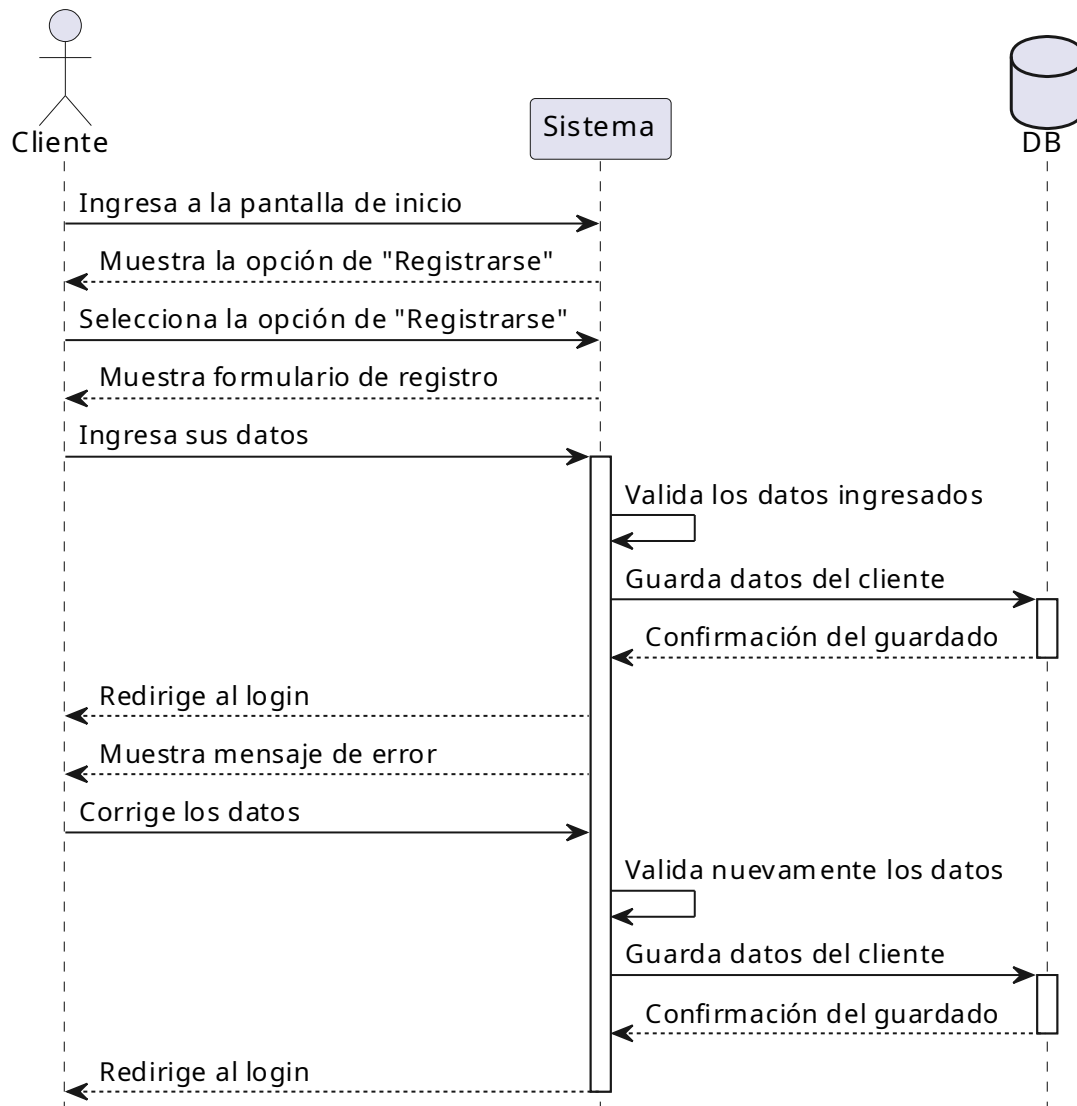 Cliente
Sistema
DB
Ingresa a la pantalla de inicio
Muestra la opción de "Registrarse"
Selecciona la opción de "Registrarse"
Muestra formulario de registro
Ingresa sus datos
Valida los datos ingresados
Guarda datos del cliente
Confirmación del guardado
Redirige al login
Muestra mensaje de error
Corrige los datos
Valida nuevamente los datos
Guarda datos del cliente
Confirmación del guardado
Redirige al login